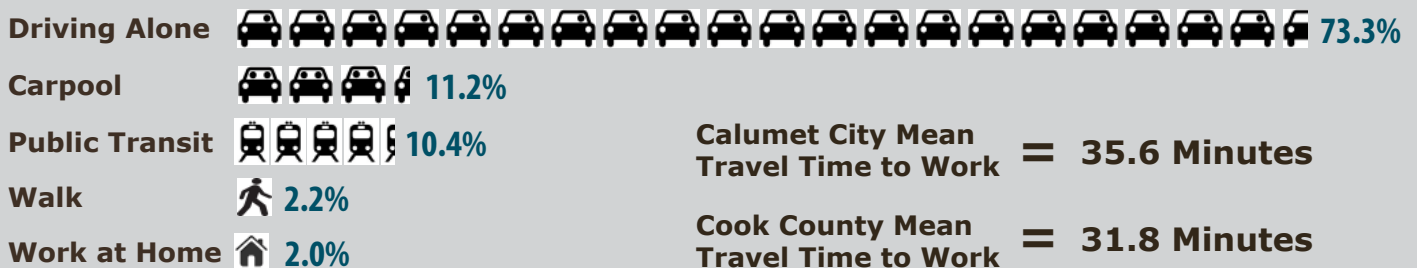 Driving Alone 73.3%
Carpool 11.2%
Public Transit 10.4%
Walk 2.2%
Work at Home 2.0%
Calumet City Mean
Travel Time to Work = 35.6 Minutes
Cook County Mean
Travel Time to Work = 31.8 Minutes